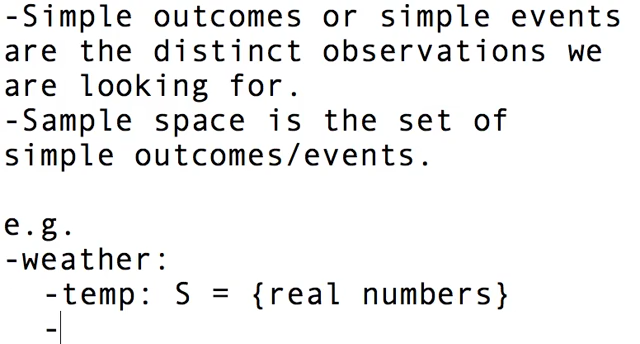 -Simple outcomes or simple events
are the distinct observations we
are looking for.
-Sample space is the set of
simple outcomes/events.
e.g.
-weather:
-temp: S = {real numbers}
-